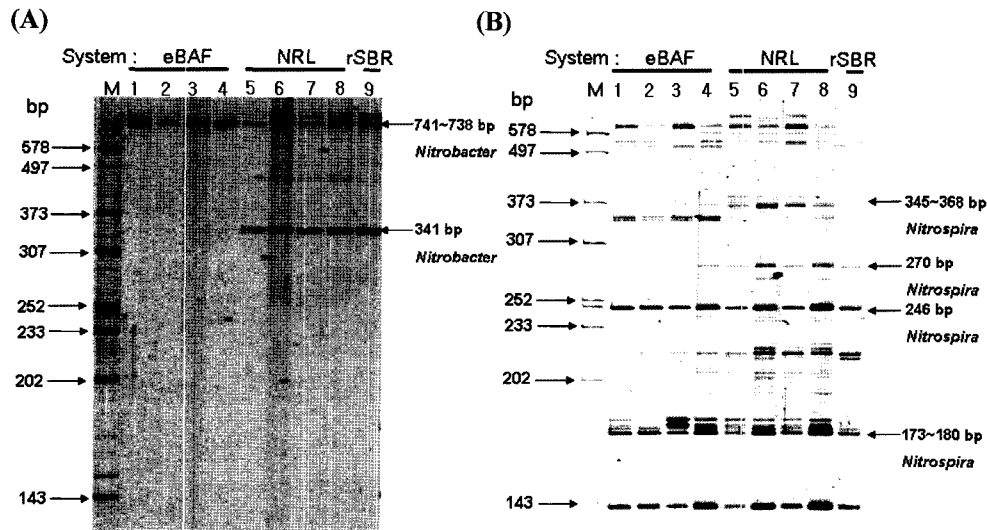 (A)
System : eBAF NRL rSBR
bp M 1 2 3 4 5 6 7 8 9
578
497
373
307
252
233
202
143
741~738 bp
Nitrobacter
341 bp
Nitrobacter
(B)
System : eBAF NRL rSBR
bp M 1 2 3 4 5 6 7 8 9
578
497
373
307
252
233
202
143
345~368 bp
Nitrospira
270 bp
Nitrospira
246 bp
Nitrospira
173~180 bp
Nitrospira